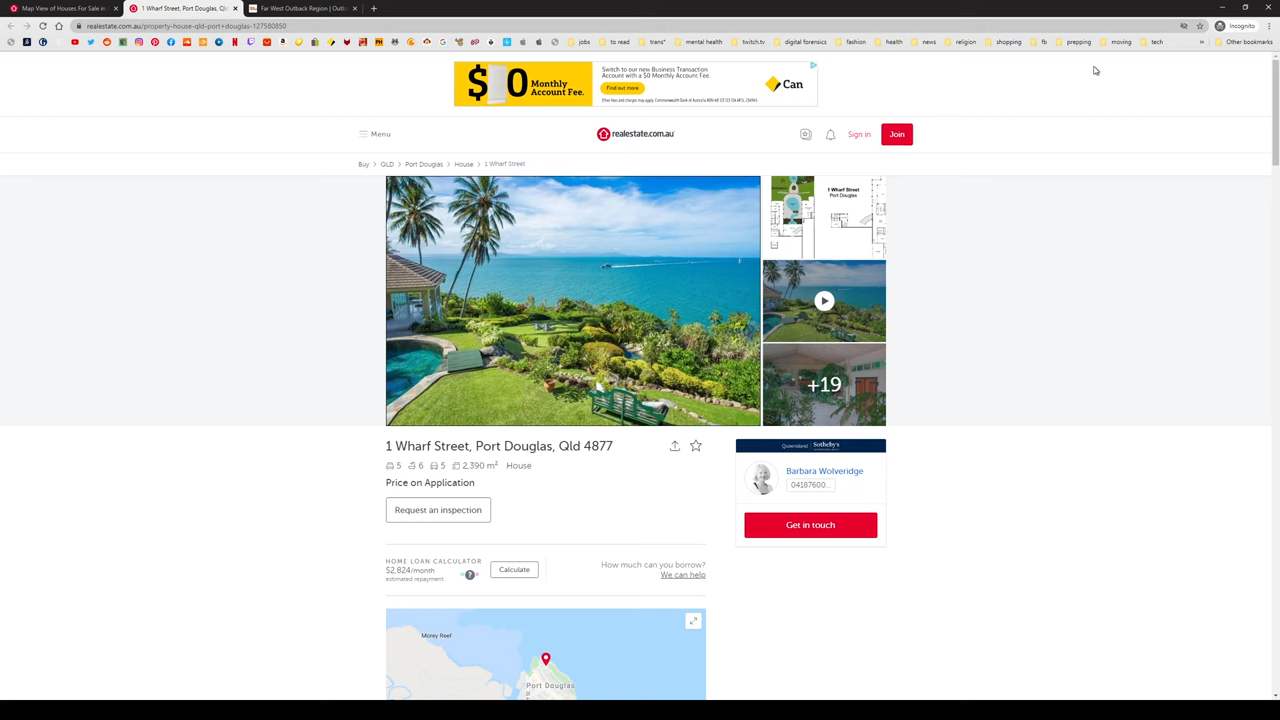 Map View of Houses For Sale in
1 Wharf Street, Port Douglas, Ql
Far West Outback Region | Outb
realestate.com.au/property-house-qld-port+douglas-127580850
Incognito
jobs
to read
trans*
mental health
twitch.tv
digital forensics
fashion
health
news
religion
shopping
fb
prepping
moving
tech
Other bookmarks
$0 Monthly Account Fee.
Switch to our new Business Transaction
Account with a $0 Monthly Account Fee.
Find out more
Can
Menu
realestate.com.au
Sign in
Join
Buy > QLD > Port Douglas > House > 1 Wharf Street
1 Wharf Street
Port Douglas
+19
1 Wharf Street, Port Douglas, Qld 4877
5 6 5 2,390 m² House
Price on Application
Request an inspection
Queensland Sotheby's
Barbara Wolveridge
04187600...
Get in touch
HOME LOAN CALCULATOR
$2,824/month
estimated repayment
?
Calculate
How much can you borrow?
We can help
Morey Reef
Port Douglas